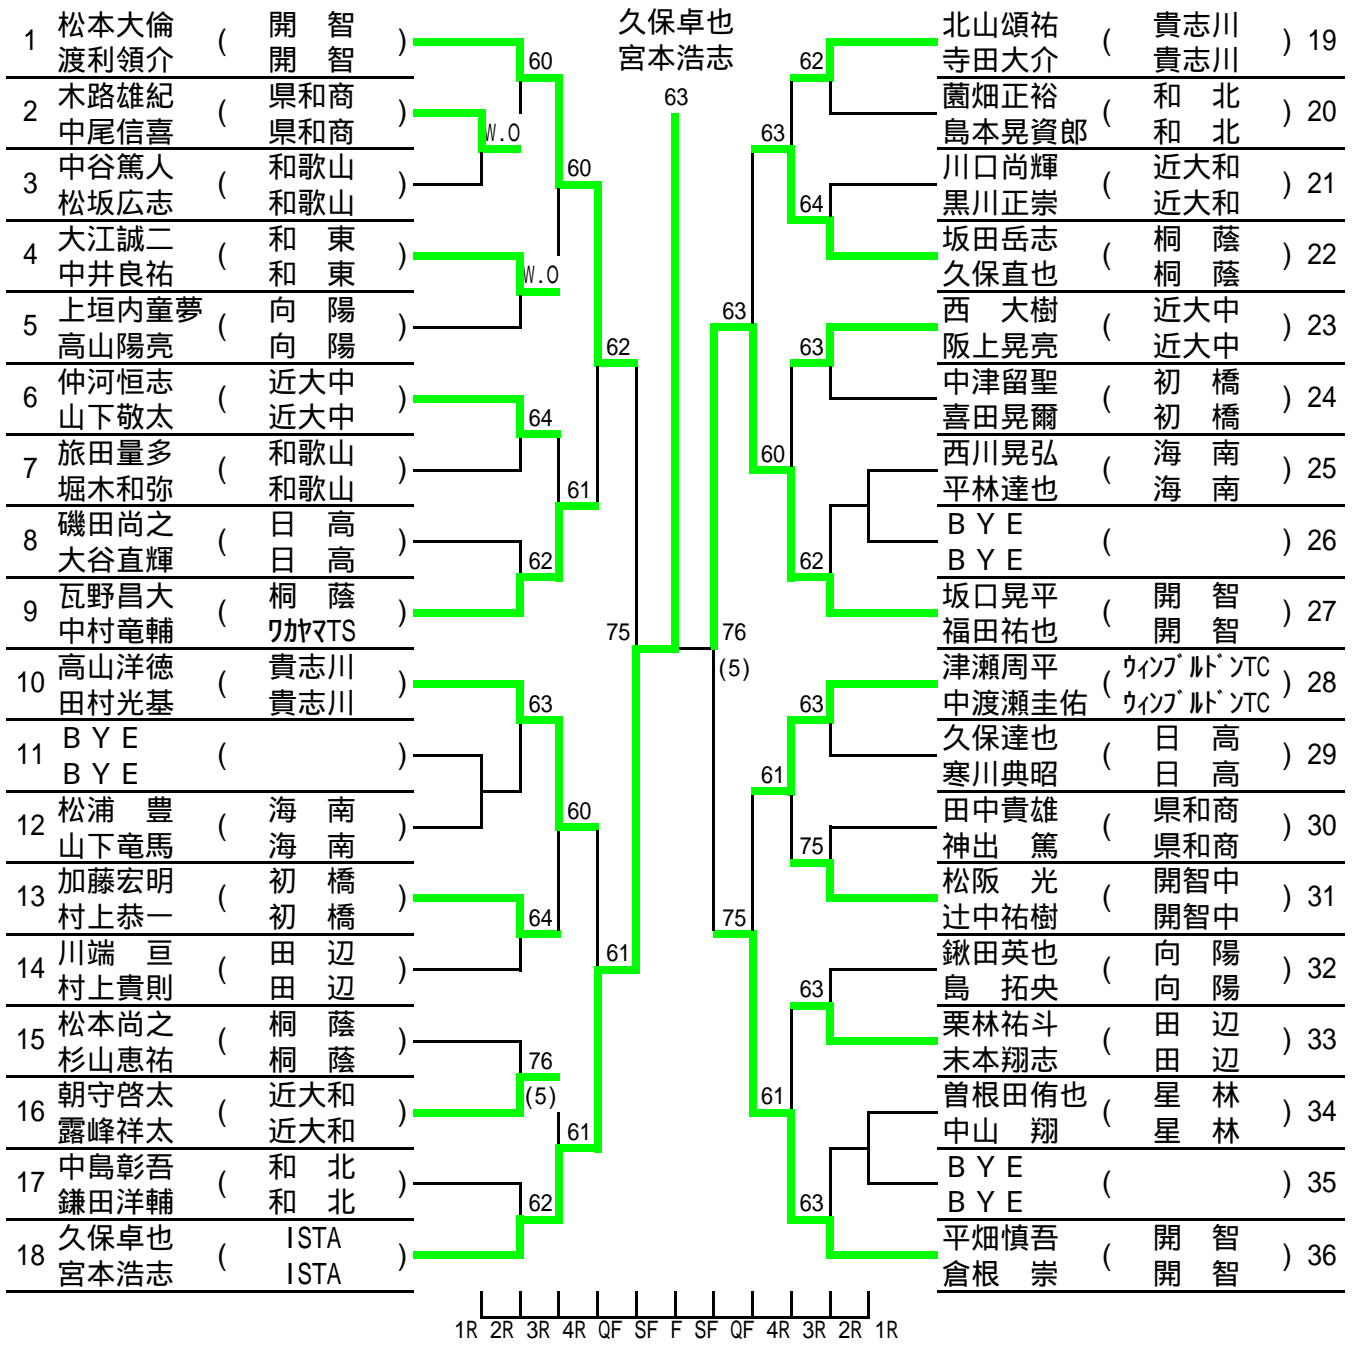 久保卓也
宮本浩志
63
1 松本大倫 ( 開 智 )
渡利領介 開 智
2 木路雄紀 ( 県和商 )
中尾信喜 県和商
3 中谷篤人 ( 和歌山 )
松坂広志 和歌山
4 大江誠二 ( 和 東 )
中井良祐 和 東
5 上垣内童夢 ( 向 陽 )
高山陽亮 向 陽
6 仲河恒志 ( 近大中 )
山下敬太 近大中
7 旅田量多 ( 和歌山 )
堀木和弥 和歌山
8 磯田尚之 ( 日 高 )
大谷直輝 日 高
9 瓦野昌大 ( 桐 蔭 )
中村竜輔 ワカヤマTS
10 高山洋徳 ( 貴志川 )
田村光基 貴志川
11 BYE ( )
BYE
12 松浦 豊 ( 海 南 )
山下竜馬 海 南
13 加藤宏明 ( 初 橋 )
村上恭一 初 橋
14 川端 亘 ( 田 辺 )
村上貴則 田 辺
15 松本尚之 ( 桐 蔭 )
杉山恵祐 桐 蔭
16 朝守啓太 ( 近大和 )
露峰祥太 近大和
17 中島彰吾 ( 和 北 )
鎌田洋輔 和 北
18 久保卓也 ( ISTA )
宮本浩志 ISTA
60
W.O
60
W.O
62
64
61
62
75
63
60
64
61
76
(5)
61
62
北山頌祐 ( 貴志川 ) 19
寺田大介 貴志川
薗畑正裕 ( 和 北 ) 20
島本晃資郎 和 北
川口尚輝 ( 近大和 ) 21
黒川正崇 近大和
坂田岳志 ( 桐 蔭 ) 22
久保直也 桐 蔭
西 大樹 ( 近大中 ) 23
阪上晃亮 近大中
中津留聖 ( 初 橋 ) 24
喜田晃爾 初 橋
西川晃弘 ( 海 南 ) 25
平林達也 海 南
BYE ( ) 26
BYE
坂口晃平 ( 開 智 ) 27
福田祐也 開 智
津瀬周平 ( ウィンブルドンTC ) 28
中渡瀬圭佑 ウィンブルドンTC
久保達也 ( 日 高 ) 29
寒川典昭 日 高
田中貴雄 ( 県和商 ) 30
神出 篤 県和商
松阪 光 ( 開智中 ) 31
辻中祐樹 開智中
鍬田英也 ( 向 陽 ) 32
島 拓央 向 陽
栗林祐斗 ( 田 辺 ) 33
末本翔志 田 辺
曽根田侑也 ( 星 林 ) 34
中山 翔 星 林
BYE ( ) 35
BYE
平畑慎吾 ( 開 智 ) 36
倉根 崇 開 智
62
63
64
63
63
60
62
76
(5)
63
61
75
75
63
61
63
1R 2R 3R 4R QF SF F SF QF 4R 3R 2R 1R